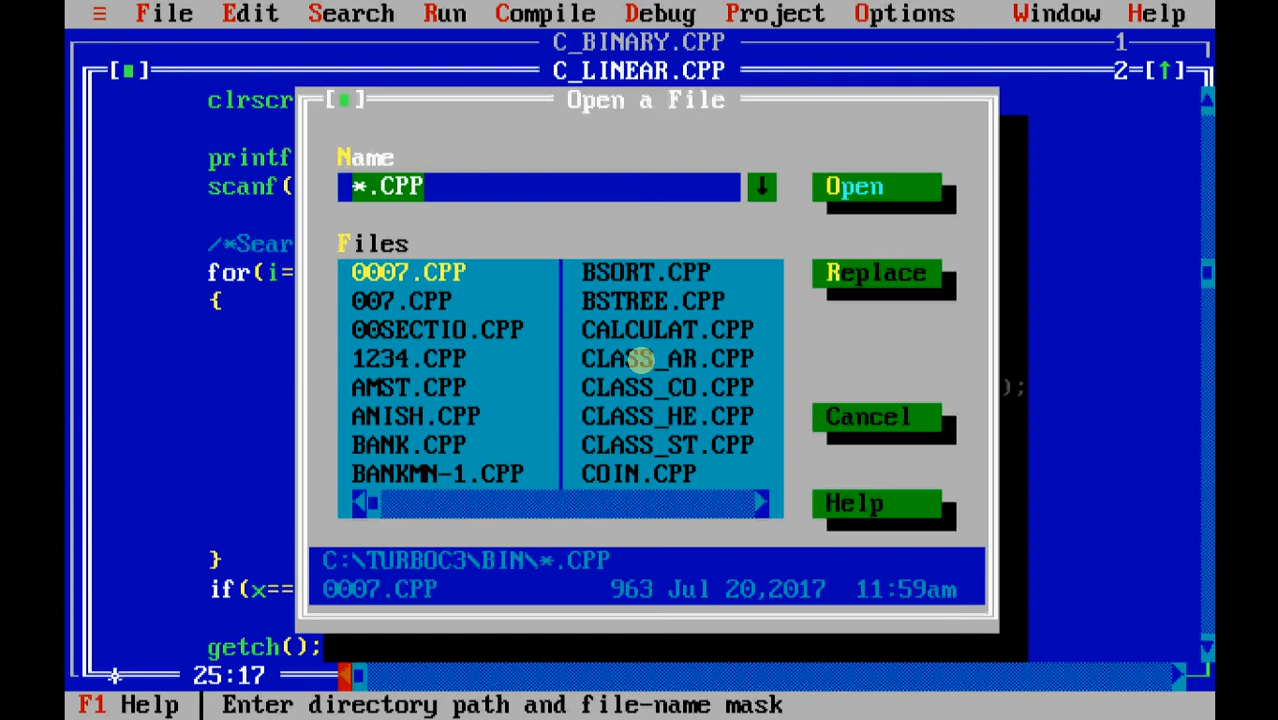 ≡ File Edit Search Run Compile Debug Project Options Window Help
C_BINARY.CPP 1
[■] C_LINEAR.CPP 2=[↑]
clrscr
[■] Open a File
printf
Name
scanf(
*.CPP ↓ Open
/*Sear
Files
for(i=
0007.CPP BSORT.CPP Replace
{
007.CPP BSTREE.CPP
00SECTIO.CPP CALCULAT.CPP
1234.CPP CLASS_AR.CPP
AMST.CPP CLASS_CO.CPP
);
ANISH.CPP CLASS_HE.CPP Cancel
BANK.CPP CLASS_ST.CPP
BANKMN-1.CPP COIN.CPP
Help
}
C:\TURBOC3\BIN\*.CPP
if(x==
0007.CPP 963 Jul 20,2017 11:59am
getch();
25:17
F1 Help │ Enter directory path and file-name mask